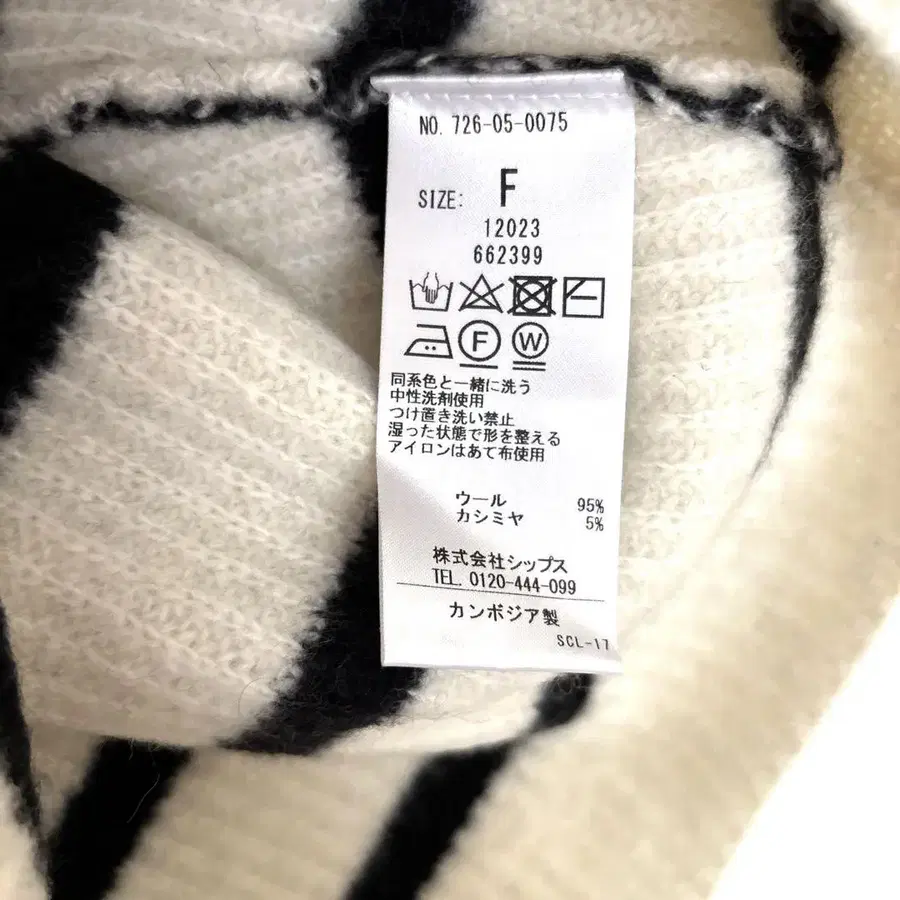 NO. 726-05-0075
SIZE: F
12023
662399
F W
同系色と一緒に洗う
中性洗剤使用
つけ置き洗い禁止
湿った状態で形を整える
アイロンはあて布使用
ウール 95%
カシミヤ 5%
株式会社シップス
TEL. 0120-444-099
カンボジア製
SCL-17